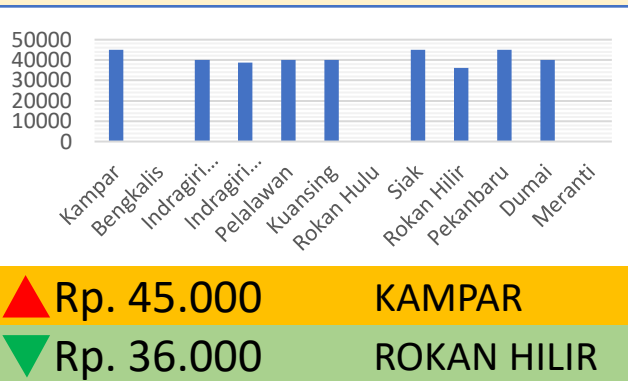 50000
40000
30000
20000
10000
0
Kampar
Bengkalis
Indragiri...
Indragiri...
Pelalawan
Kuansing
Rokan Hulu
Siak
Rokan Hilir
Pekanbaru
Dumai
Meranti
Rp. 45.000 KAMPAR
Rp. 36.000 ROKAN HILIR